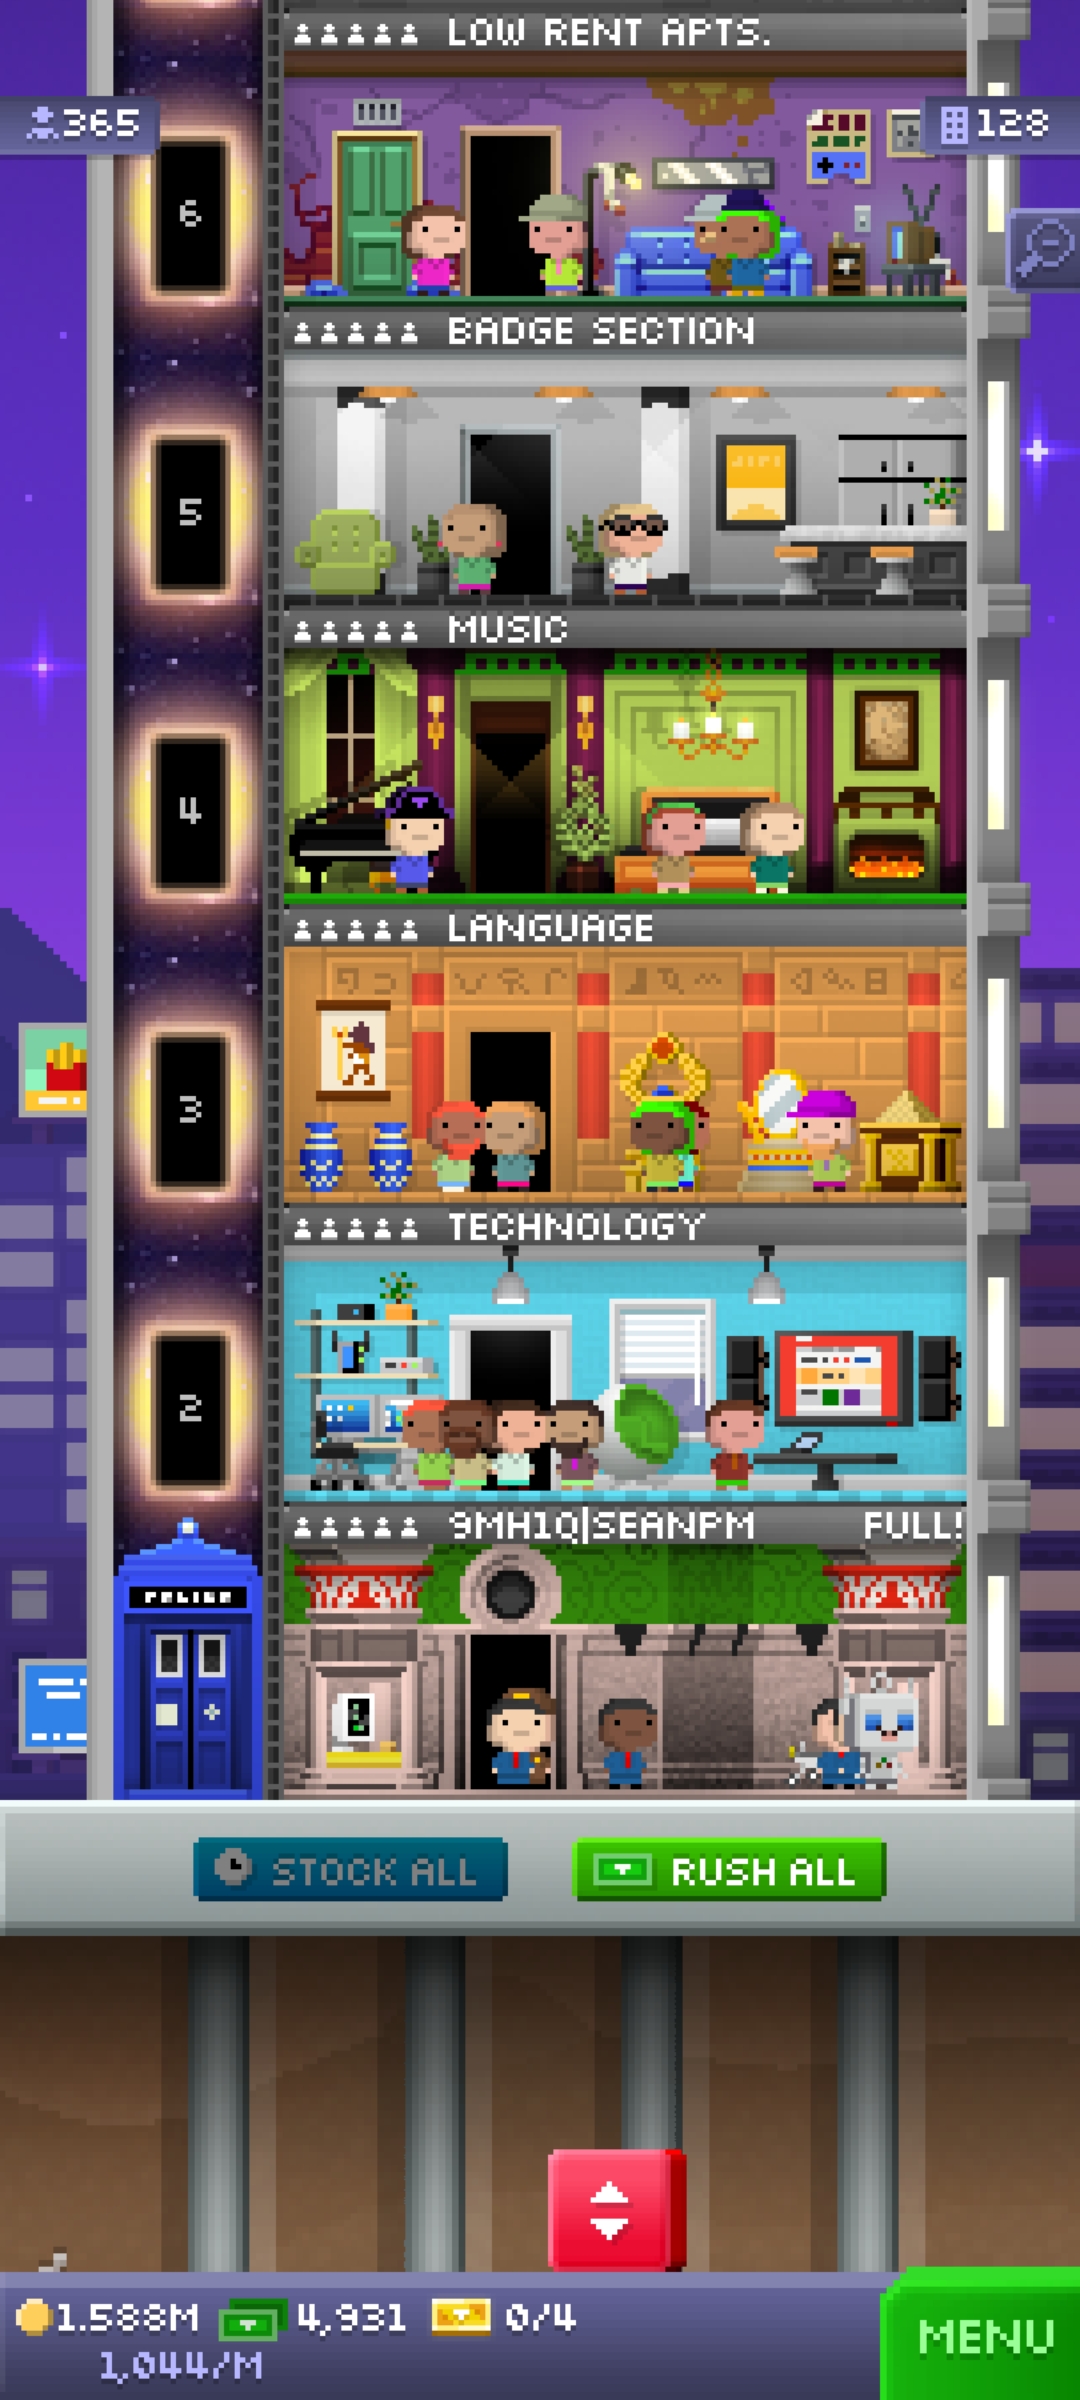 LOW RENT APTS.
365
128
6
BADGE SECTION
5
MUSIC
4
LANGUAGE
3
TECHNOLOGY
2
9MH1Q|SEANPM FULL!
POLICE
STOCK ALL
RUSH ALL
1.588M 4,931 0/4
1,044/M
MENU